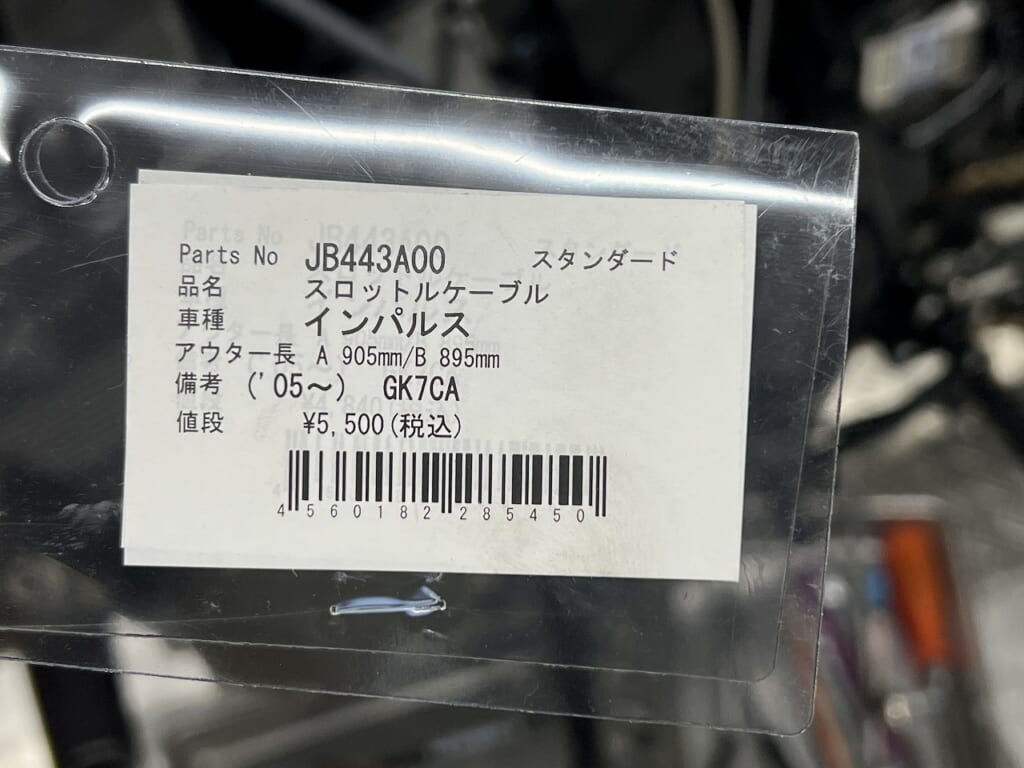 Parts No JB443A00 スタンダード
品名 スロットルケーブル
車種 インパルス
アウター長 A 905mm/B 895mm
備考 ('05～) GK7CA
値段 ¥5,500(税込)
4560182285450